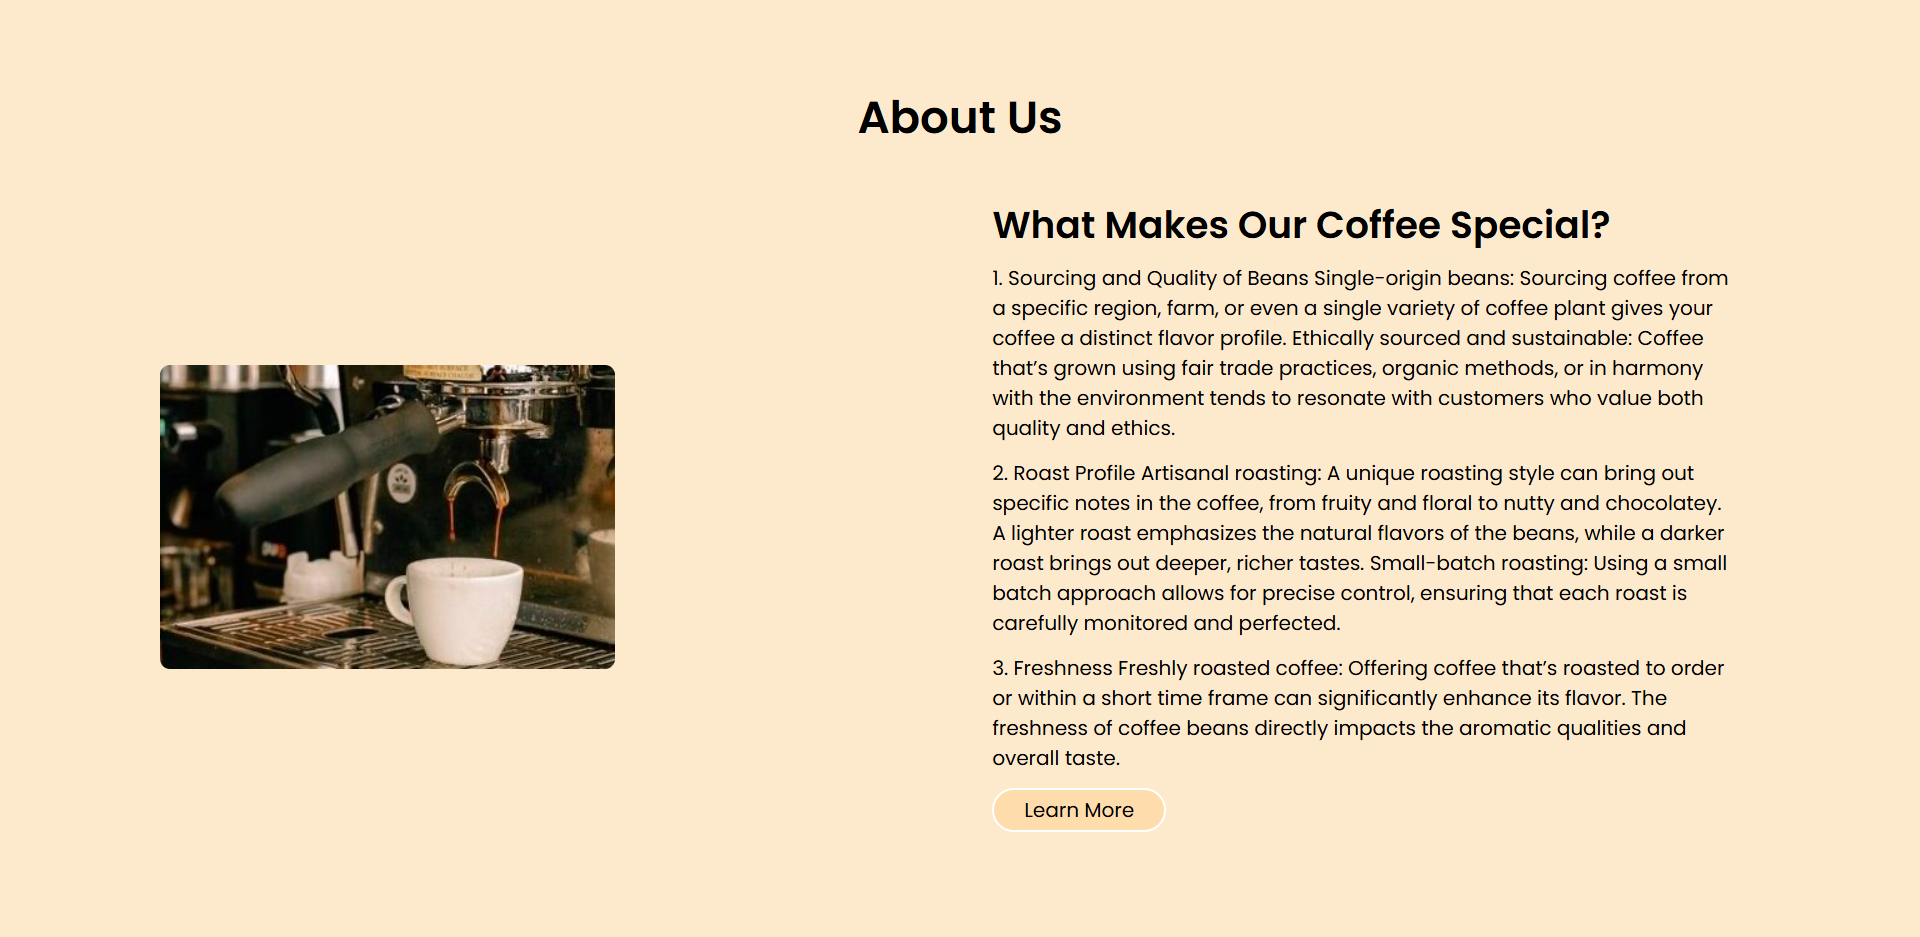 About Us
What Makes Our Coffee Special?
1. Sourcing and Quality of Beans Single-origin beans: Sourcing coffee from
a specific region, farm, or even a single variety of coffee plant gives your
coffee a distinct flavor profile. Ethically sourced and sustainable: Coffee
that’s grown using fair trade practices, organic methods, or in harmony
with the environment tends to resonate with customers who value both
quality and ethics.
2. Roast Profile Artisanal roasting: A unique roasting style can bring out
specific notes in the coffee, from fruity and floral to nutty and chocolatey.
A lighter roast emphasizes the natural flavors of the beans, while a darker
roast brings out deeper, richer tastes. Small-batch roasting: Using a small
batch approach allows for precise control, ensuring that each roast is
carefully monitored and perfected.
3. Freshness Freshly roasted coffee: Offering coffee that’s roasted to order
or within a short time frame can significantly enhance its flavor. The
freshness of coffee beans directly impacts the aromatic qualities and
overall taste.
Learn More